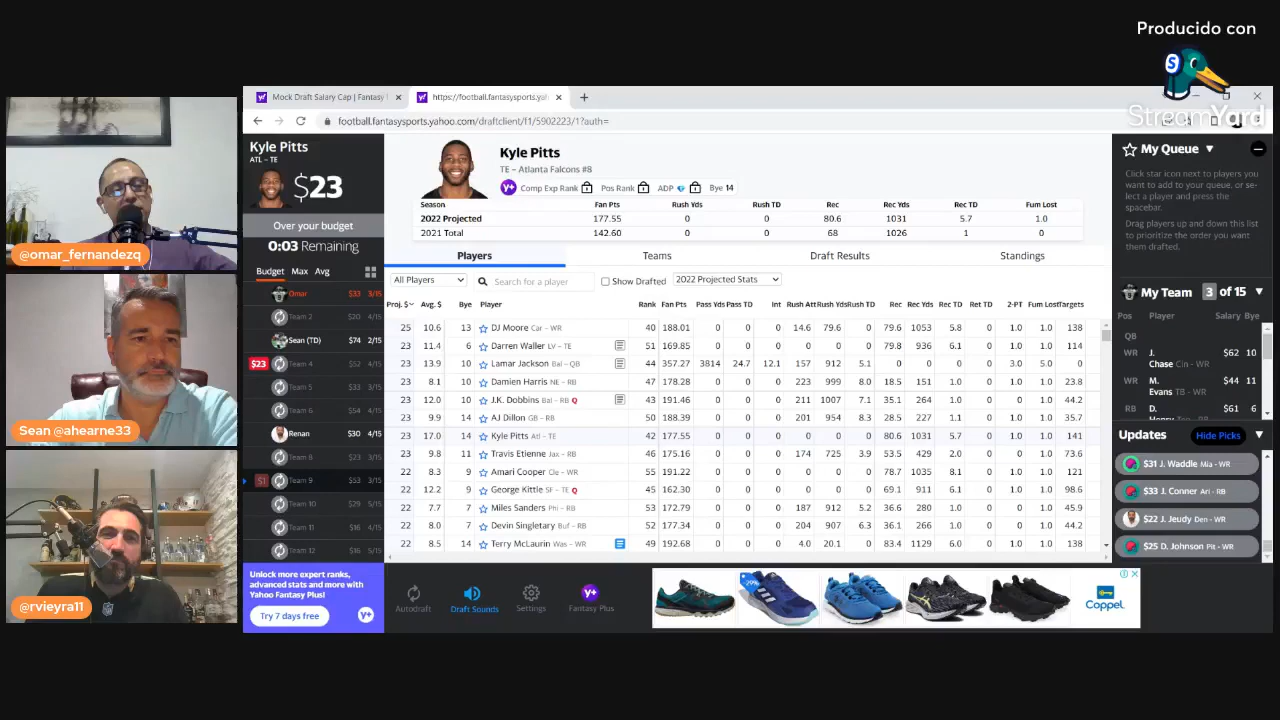 Producido con
StreamYard
@omar_fernandezq
Sean @ahearne33
@rvieyra11
Mock Draft Salary Cap | Fantasy
https://football.fantasysports.yah
football.fantasysports.yahoo.com/draftclient/f1/5902223/1?auth=
Kyle Pitts
ATL – TE
$23
Over your budget
0:03 Remaining
Budget Max Avg
Omar $33 3/15
Team 2 $20 4/15
Sean (TD) $74 2/15
$23 Team 4 $52 4/15
Team 5 $33 3/15
Team 6 $54 4/15
Renan $30 4/15
Team 8 $23 3/15
$1 Team 9 $53 3/15
Team 10 $29 5/15
Team 11 $16 4/15
Team 12 $16 5/15
Unlock more expert ranks,
advanced stats and more with
Yahoo Fantasy Plus!
Try 7 days free
Kyle Pitts
TE – Atlanta Falcons #8
Comp Exp Rank Pos Rank ADP Bye 14
Season Fan Pts Rush Yds Rush TD Rec Rec Yds Rec TD Fum Lost
2022 Projected 177.55 0 0 80.6 1031 5.7 1.0
2021 Total 142.60 0 0 68 1026 1 0
Players Teams Draft Results Standings
All Players Search for a player Show Drafted 2022 Projected Stats
Proj. $ Avg. $ Bye Player Rank Fan Pts Pass Yds Pass TD Int Rush Att Rush Yds Rush TD Rec Rec Yds Rec TD Ret TD 2-PT Fum Lost Targets
25 10.6 13 DJ Moore Car – WR 40 188.01 0 0 0 14.6 79.6 0 79.6 1053 5.8 0 1.0 1.0 138
23 11.4 6 Darren Waller LV – TE 51 169.85 0 0 0 0 0 0 79.8 936 6.1 0 1.0 1.0 114
23 13.9 10 Lamar Jackson Bal – QB 44 357.27 3814 24.7 12.1 157 912 5.1 0 0 0 0 3.0 5.0 0
23 8.1 10 Damien Harris NE – RB 47 178.28 0 0 0 223 999 8.0 18.5 151 1.0 0 1.0 1.0 23.8
23 12.0 10 J.K. Dobbins Bal – RB Q 43 191.46 0 0 0 211 1007 7.1 35.1 264 1.0 0 1.0 1.0 44.2
23 9.9 14 AJ Dillon GB – RB 50 188.39 0 0 0 201 954 8.3 28.5 227 1.1 0 1.0 1.0 35.7
23 17.0 14 Kyle Pitts Atl – TE 42 177.55 0 0 0 0 0 0 80.6 1031 5.7 0 1.0 1.0 141
23 9.8 11 Travis Etienne Jax – RB 46 175.16 0 0 0 174 725 3.9 53.5 425 2.1 0 1.0 1.0 73.6
22 8.3 9 Amari Cooper Cle – WR 55 191.22 0 0 0 0 0 0 78.7 1035 8.1 0 1.0 1.0 121
22 12.2 9 George Kittle SF – TE Q 45 162.30 0 0 0 0 0 0 69.1 911 6.1 0 1.0 1.0 98.6
22 7.7 7 Miles Sanders Phi – RB 53 172.79 0 0 0 187 912 5.2 36.6 280 1.0 0 1.0 1.0 45.9
22 8.0 7 Devin Singletary Buf – RB 52 177.34 0 0 0 204 907 6.3 36.1 266 1.0 0 1.0 1.0 44.2
22 8.5 14 Terry McLaurin Was – WR 49 192.68 0 0 0 4.0 20.1 0 83.4 1129 6.0 0 1.0 1.0 138
Autodraft
Draft Sounds
Settings
Fantasy Plus
Coppel
My Queue
Click star icon next to players you
want to add to your queue, or se-
lect a player and press the
spacebar.
Drag players up and down this list
to prioritize the order you want
them drafted.
My Team 3 of 15
Pos Player Salary Bye
QB
WR J. Chase Cin - WR $62 10
WR M. Evans TB - WR $44 11
RB D. $61 6
Updates Hide Picks
$31 J. Waddle Mia - WR
$33 J. Conner Ari - RB
$22 J. Jeudy Den - WR
$25 D. Johnson Pit - WR